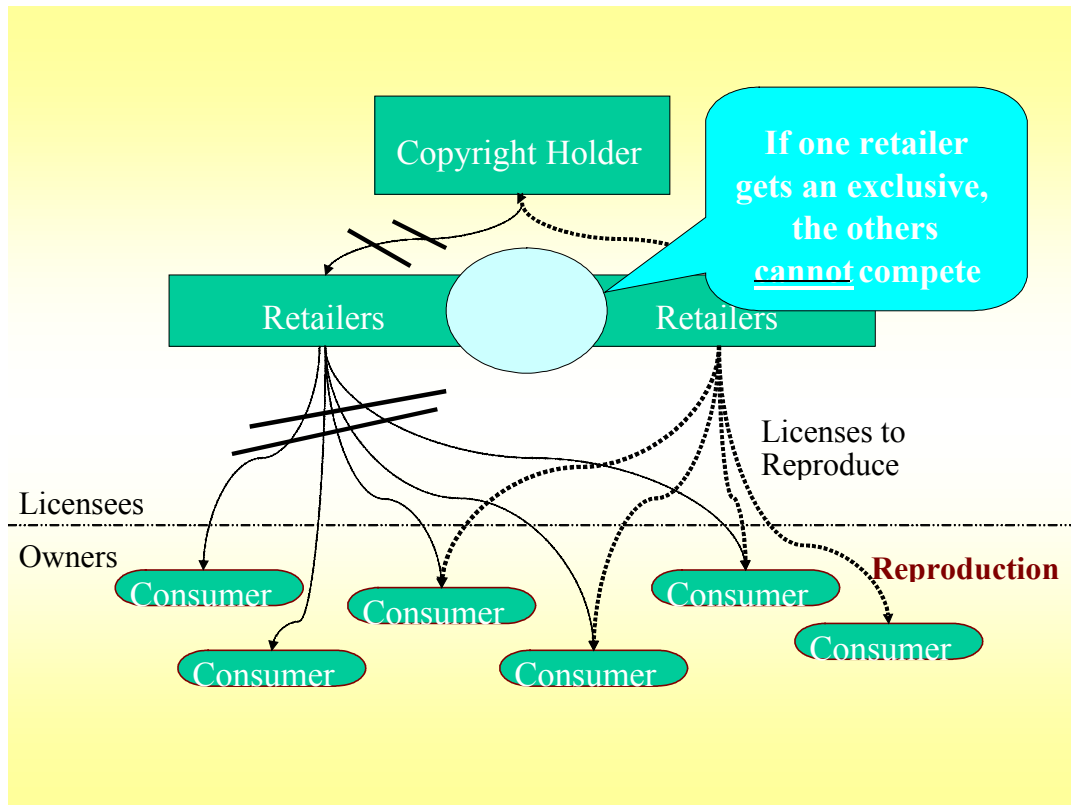 Copyright Holder
If one retailer
gets an exclusive,
the others
cannot compete
Retailers
Retailers
Licenses to
Reproduce
Licensees
Owners
Reproduction
Consumer
Consumer
Consumer
Consumer
Consumer
Consumer